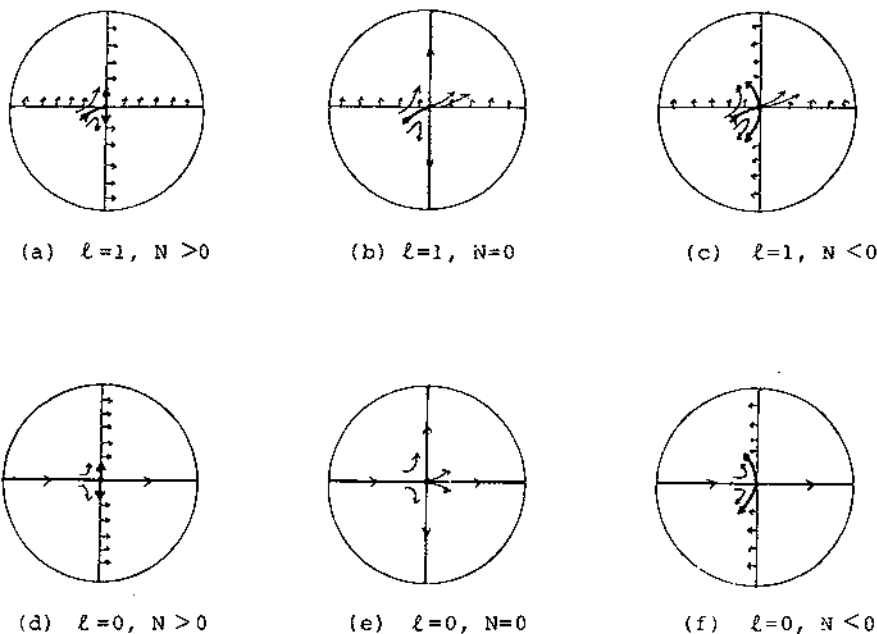 (a) ℓ=1, N >0
(b) ℓ=1, N=0
(c) ℓ=1, N <0
(d) ℓ=0, N >0
(e) ℓ=0, N=0
(f) ℓ=0, N <0